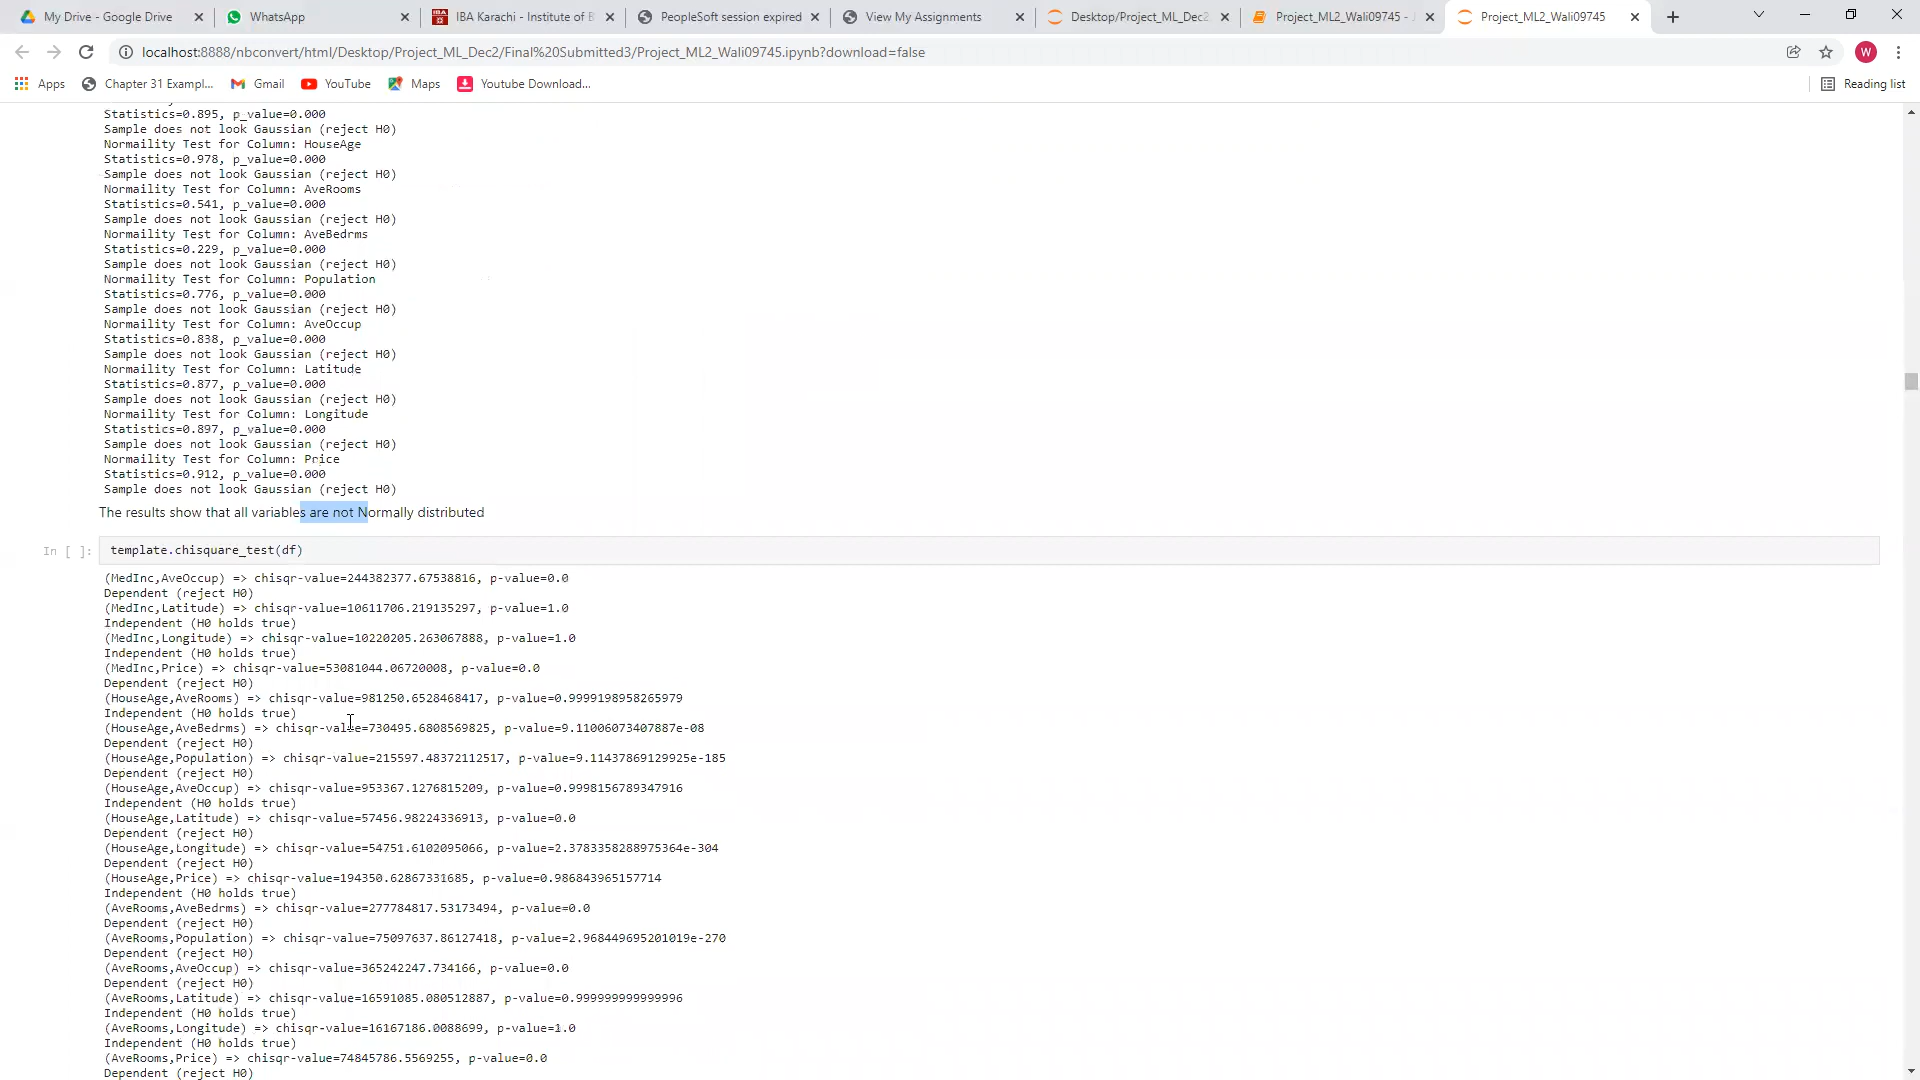 My Drive - Google Drive
WhatsApp
IBA Karachi - Institute of B
PeopleSoft session expired
View My Assignments
Desktop/Project_ML_Dec2
Project_ML2_Wali09745 - J
Project_ML2_Wali09745
localhost:8888/nbconvert/html/Desktop/Project_ML_Dec2/Final%20Submitted3/Project_ML2_Wali09745.ipynb?download=false
W
Apps
Chapter 31 Exampl...
Gmail
YouTube
Maps
Youtube Download...
Reading list
Statistics=0.895, p_value=0.000
Sample does not look Gaussian (reject H0)
Normaility Test for Column: HouseAge
Statistics=0.978, p_value=0.000
Sample does not look Gaussian (reject H0)
Normaility Test for Column: AveRooms
Statistics=0.541, p_value=0.000
Sample does not look Gaussian (reject H0)
Normaility Test for Column: AveBedrms
Statistics=0.229, p_value=0.000
Sample does not look Gaussian (reject H0)
Normaility Test for Column: Population
Statistics=0.776, p_value=0.000
Sample does not look Gaussian (reject H0)
Normaility Test for Column: AveOccup
Statistics=0.838, p_value=0.000
Sample does not look Gaussian (reject H0)
Normaility Test for Column: Latitude
Statistics=0.877, p_value=0.000
Sample does not look Gaussian (reject H0)
Normaility Test for Column: Longitude
Statistics=0.897, p_value=0.000
Sample does not look Gaussian (reject H0)
Normaility Test for Column: Price
Statistics=0.912, p_value=0.000
Sample does not look Gaussian (reject H0)
The results show that all variables are not Normally distributed
In [ ]: template.chisquare_test(df)
(MedInc,AveOccup) => chisqr-value=244382377.67538816, p-value=0.0
Dependent (reject H0)
(MedInc,Latitude) => chisqr-value=10611706.219135297, p-value=1.0
Independent (H0 holds true)
(MedInc,Longitude) => chisqr-value=10220205.263067888, p-value=1.0
Independent (H0 holds true)
(MedInc,Price) => chisqr-value=53081044.06720008, p-value=0.0
Dependent (reject H0)
(HouseAge,AveRooms) => chisqr-value=981250.6528468417, p-value=0.9999198958265979
Independent (H0 holds true)
(HouseAge,AveBedrms) => chisqr-value=730495.6808569825, p-value=9.11006073407887e-08
Dependent (reject H0)
(HouseAge,Population) => chisqr-value=215597.48372112517, p-value=9.11437869129925e-185
Dependent (reject H0)
(HouseAge,AveOccup) => chisqr-value=953367.1276815209, p-value=0.9998156789347916
Independent (H0 holds true)
(HouseAge,Latitude) => chisqr-value=57456.98224336913, p-value=0.0
Dependent (reject H0)
(HouseAge,Longitude) => chisqr-value=54751.6102095066, p-value=2.3783358288975364e-304
Dependent (reject H0)
(HouseAge,Price) => chisqr-value=194350.62867331685, p-value=0.986843965157714
Independent (H0 holds true)
(AveRooms,AveBedrms) => chisqr-value=277784817.53173494, p-value=0.0
Dependent (reject H0)
(AveRooms,Population) => chisqr-value=75097637.86127418, p-value=2.968449695201019e-270
Dependent (reject H0)
(AveRooms,AveOccup) => chisqr-value=365242247.734166, p-value=0.0
Dependent (reject H0)
(AveRooms,Latitude) => chisqr-value=16591085.080512887, p-value=0.999999999999996
Independent (H0 holds true)
(AveRooms,Longitude) => chisqr-value=16167186.0088699, p-value=1.0
Independent (H0 holds true)
(AveRooms,Price) => chisqr-value=74845786.5569255, p-value=0.0
Dependent (reject H0)